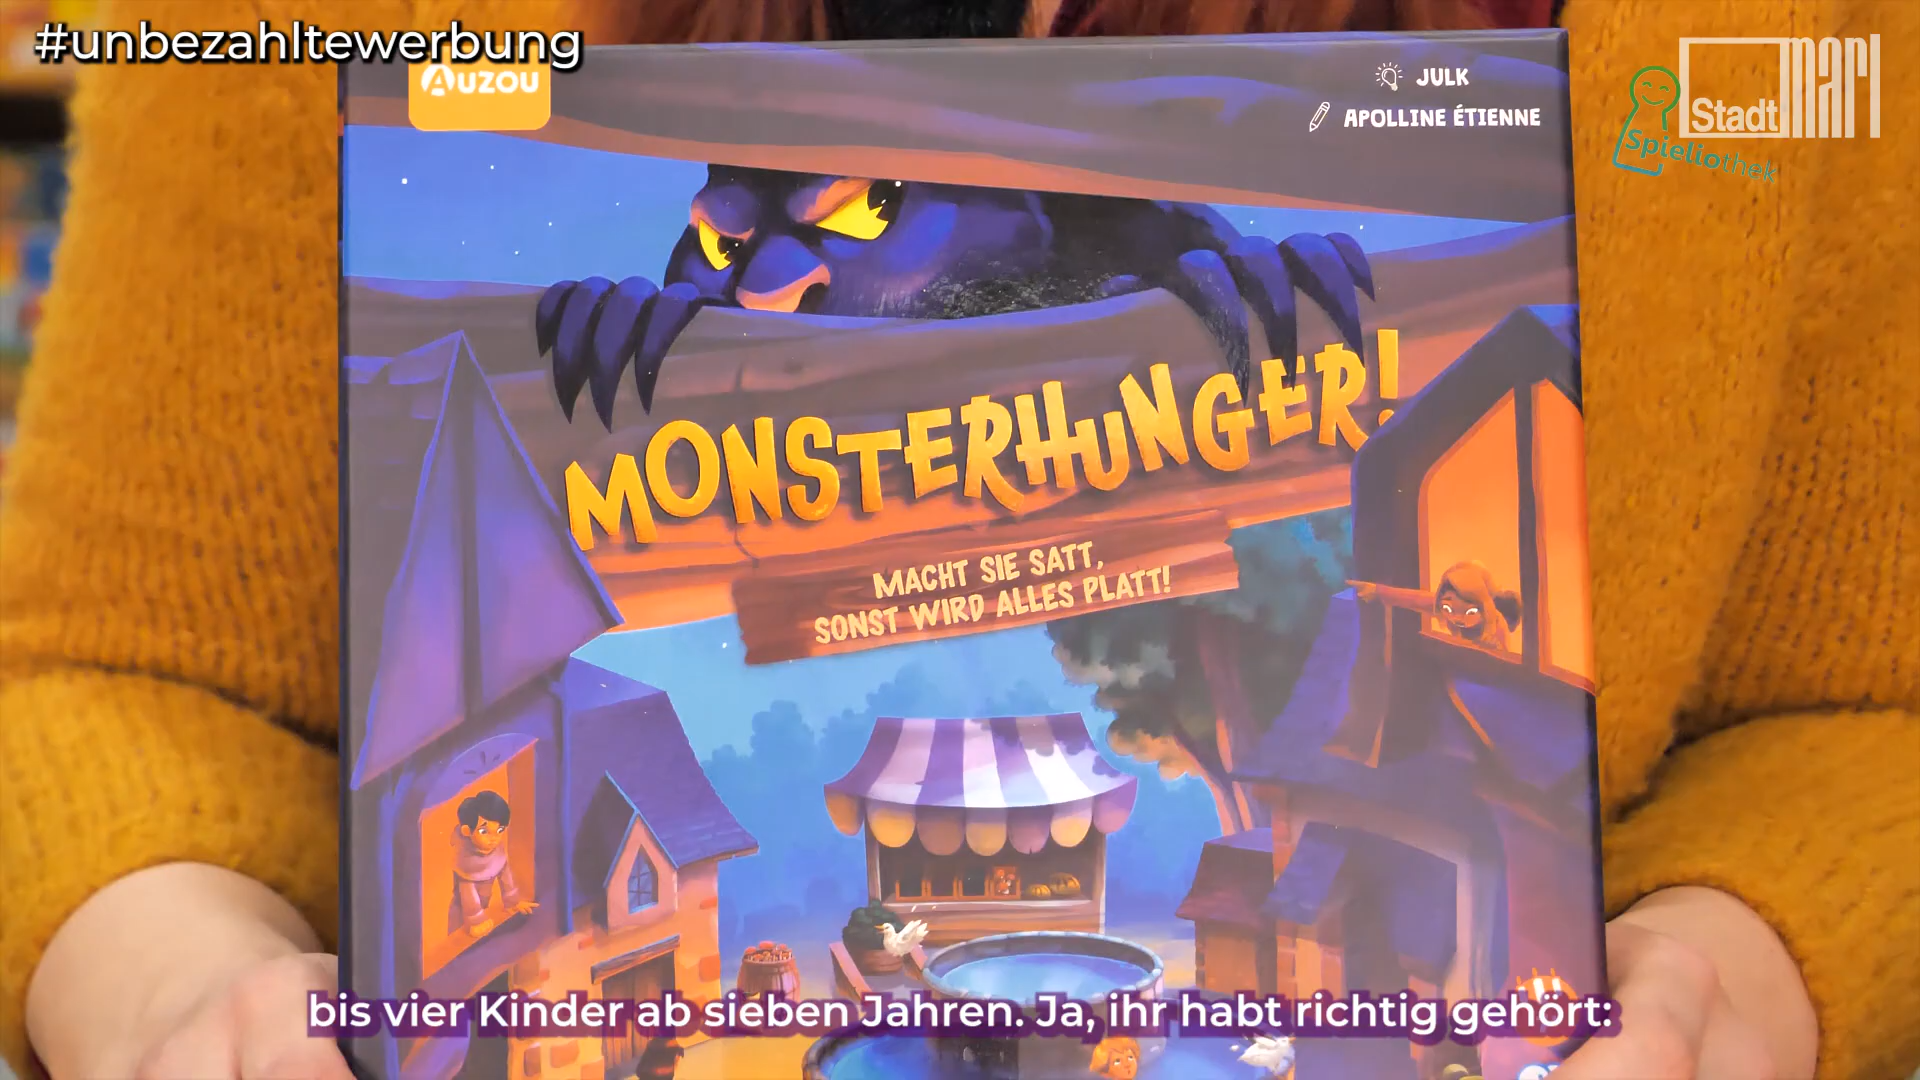 #unbezahltewerbung
AUZOU
JULK
APOLLINE ÉTIENNE
Stadt marl
Spieliothek
MONSTERHUNGER!
MACHT SIE SATT,
SONST WIRD ALLES PLATT!
bis vier Kinder ab sieben Jahren. Ja, ihr habt richtig gehört: